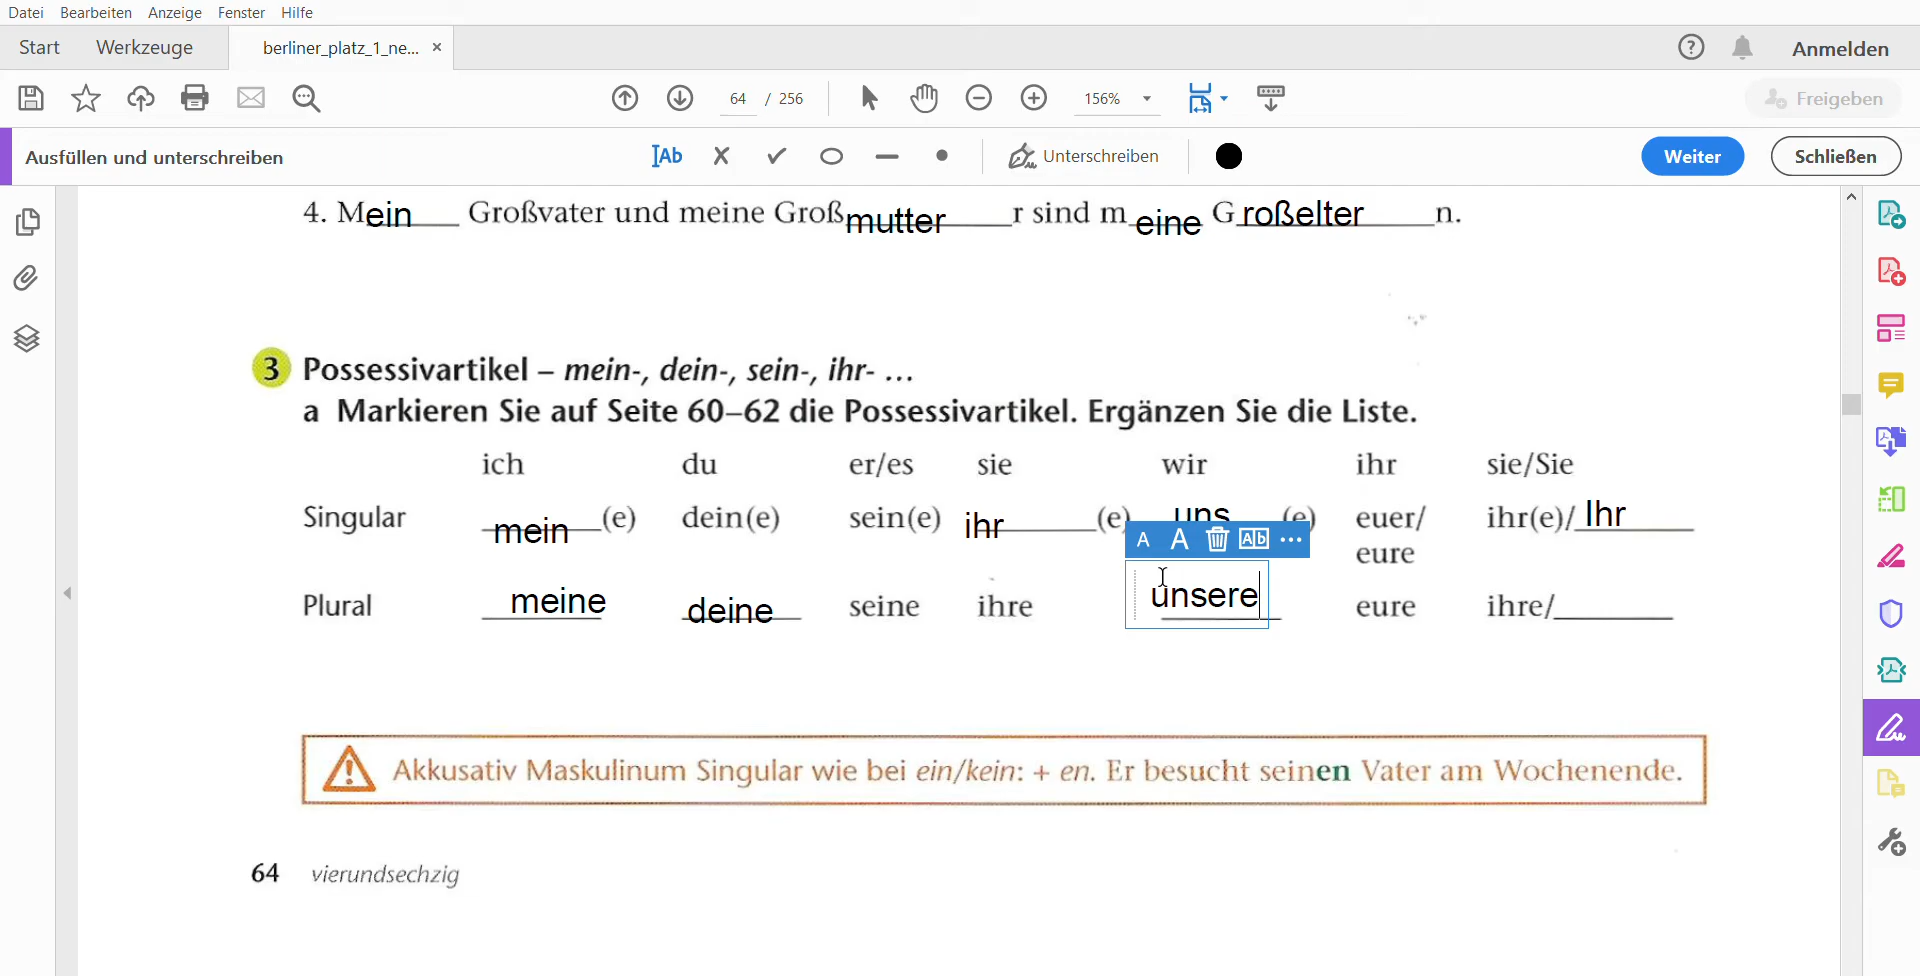 Datei Bearbeiten Anzeige Fenster Hilfe
Start Werkzeuge berliner_platz_1_ne... × Anmelden
64 / 256 156% Freigeben
Ausfüllen und unterschreiben Ab Unterschreiben Weiter Schließen
4. Mein Großvater und meine Großmutter r sind m eine G roßelter n.
3 Possessivartikel – mein-, dein-, sein-, ihr- ...
a Markieren Sie auf Seite 60–62 die Possessivartikel. Ergänzen Sie die Liste.
ich du er/es sie wir ihr sie/Sie
Singular mein (e) dein(e) sein(e) ihr (e) uns (e) euer/ ihr(e)/ Ihr
eure
A A Ab ...
Plural meine deine seine ihre unsere eure ihre/
Akkusativ Maskulinum Singular wie bei ein/kein: + en. Er besucht seinen Vater am Wochenende.
64 vierundsechzig